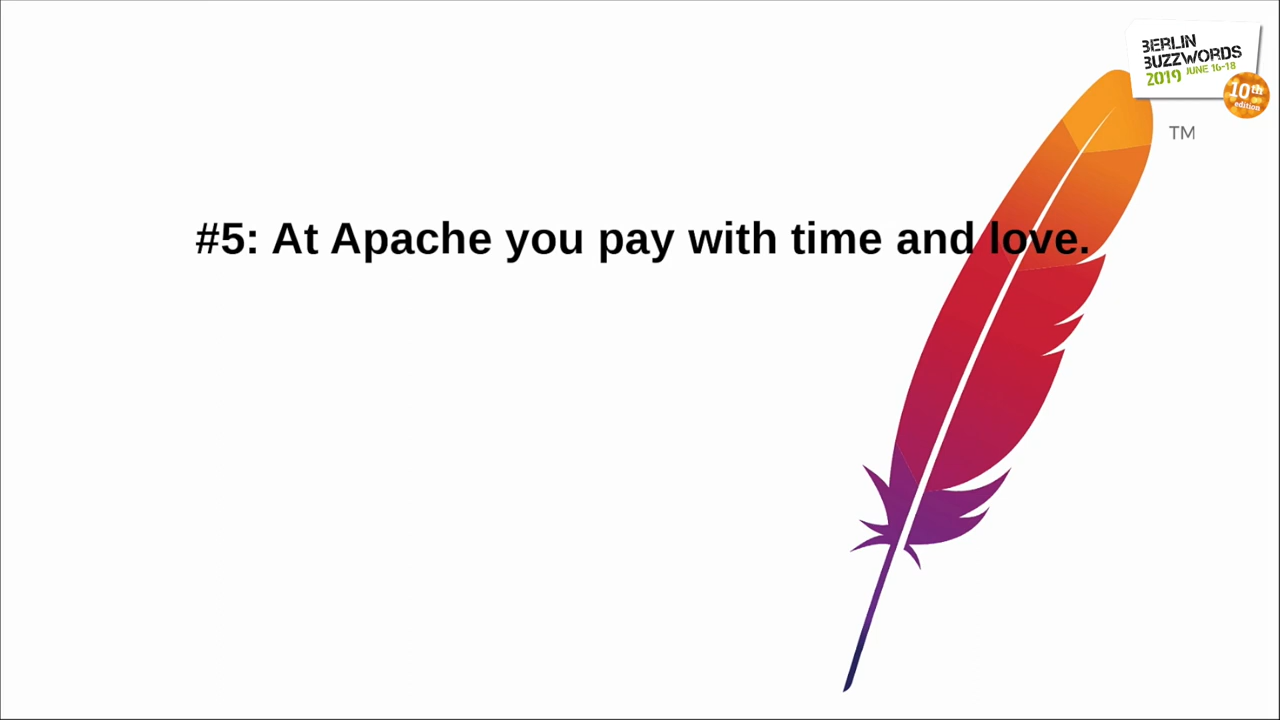 BERLIN
BUZZWORDS
2019 JUNE 16-18
10th
edition
TM
#5: At Apache you pay with time and love.